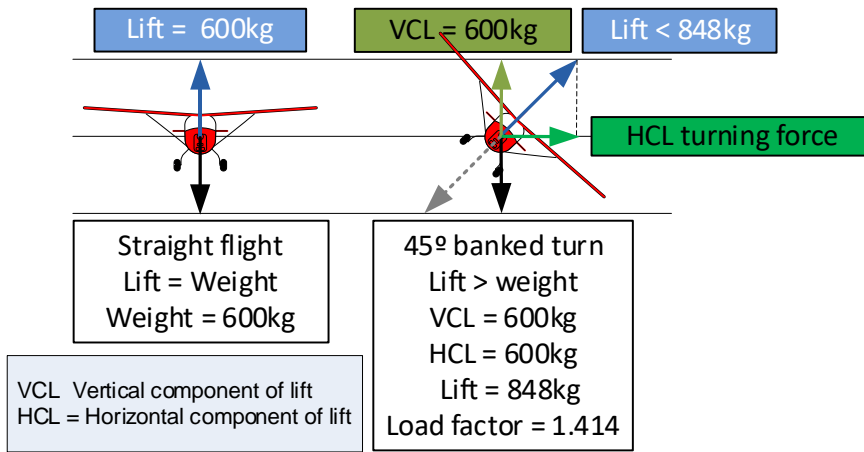 Lift = 600kg
VCL = 600kg
Lift < 848kg
HCL turning force
Straight flight
Lift = Weight
Weight = 600kg
45º banked turn
Lift > weight
VCL = 600kg
HCL = 600kg
Lift = 848kg
Load factor = 1.414
VCL Vertical component of lift
HCL = Horizontal component of lift